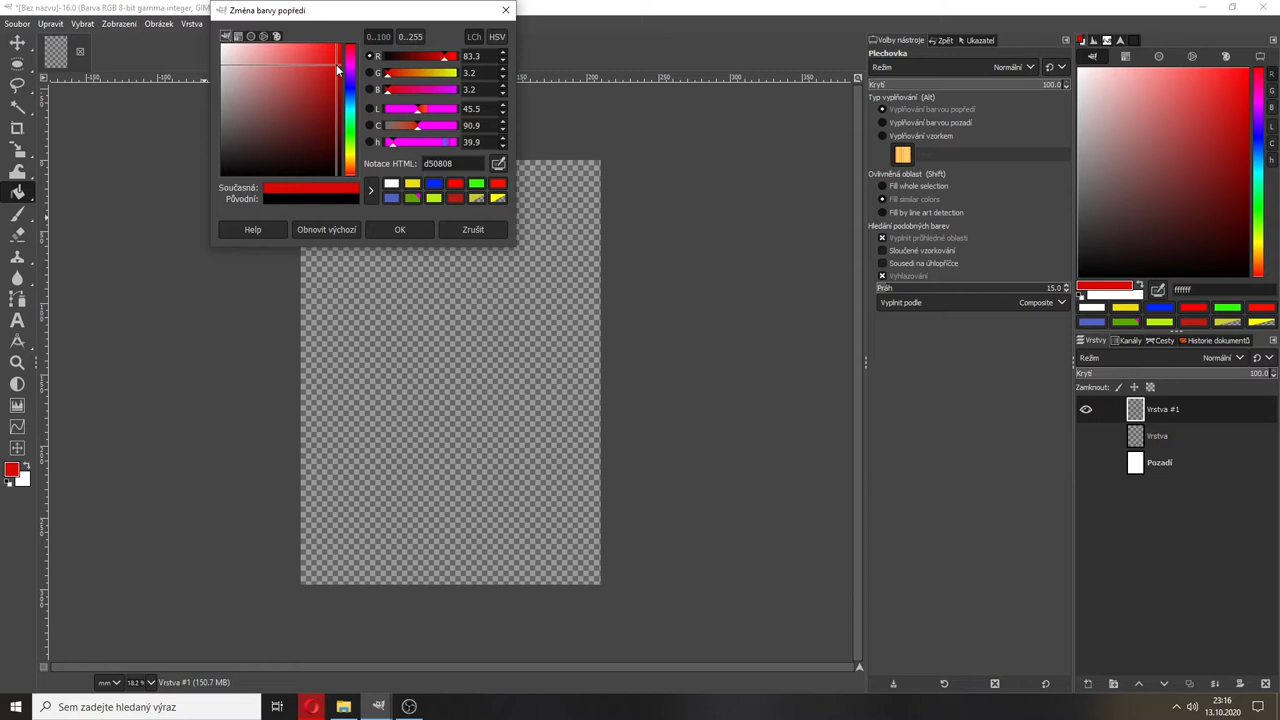 *[Bez názvu]-16.0 (Barva RGB 8-bit gamma integer, GIM
Změna barvy popředí
Soubor Upravit Vybrat Zobrazení Obrázek Vrstva
0..100 0..255 LCh HSV
R 83.3
G 3.2
B 3.2
L 45.5
C 90.9
h 39.9
Notace HTML: d50808
Současná:
Původní:
Help Obnovit výchozí OK Zrušit
Volby nástroje Zpět Ukazatel
Plechovka
Režim Normální
Krytí 100.0
Typ vyplňování (Alt)
Vyplňování barvou popředí
Vyplňování barvou pozadí
Vyplňování vzorkem
Ovlivněná oblast (Shift)
Fill whole selection
Fill similar colors
Fill by line art detection
Hledání podobných barev
Vyplnit průhledné oblasti
Sloučené vzorkování
Sousedi na úhlopříčce
Vyhlazování
Práh 15.0
Vyplnit podle Composite
R
G
B
L
C
h
ffffff
Vrstvy Kanály Cesty Historie dokumentů
Režim Normální
Krytí 100.0
Zamknout:
Vrstva #1
Vrstva
Pozadí
mm 18.2 % Vrstva #1 (150.7 MB)
Sem zadejte hledaný výraz
23:16
13.10.2020